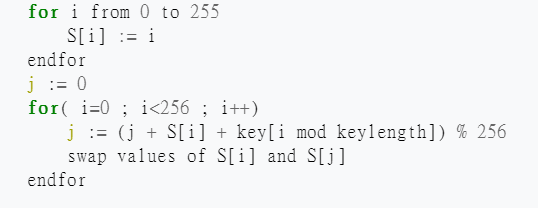 for i from 0 to 255
    S[i] := i
endfor
j := 0
for( i=0 ; i<256 ; i++)
    j := (j + S[i] + key[i mod keylength]) % 256
    swap values of S[i] and S[j]
endfor